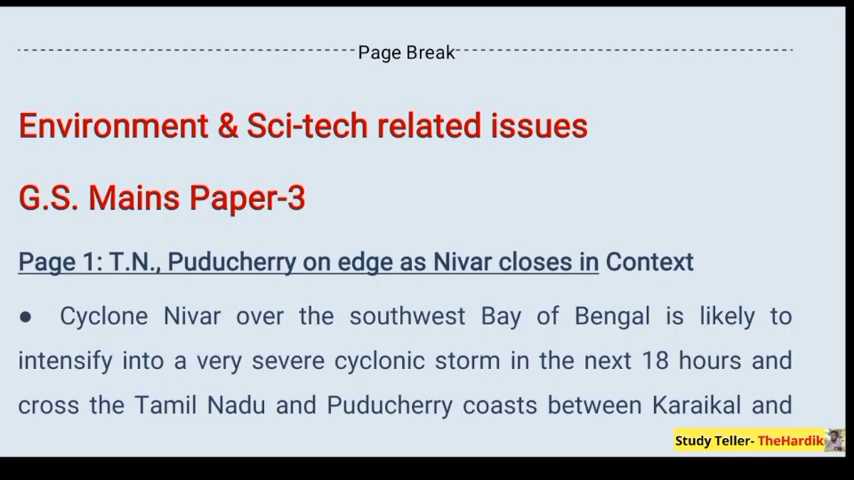 Page Break
Environment & Sci-tech related issues
G.S. Mains Paper-3
Page 1: T.N., Puducherry on edge as Nivar closes in Context
● Cyclone Nivar over the southwest Bay of Bengal is likely to
intensify into a very severe cyclonic storm in the next 18 hours and
cross the Tamil Nadu and Puducherry coasts between Karaikal and
Study Teller- TheHardik